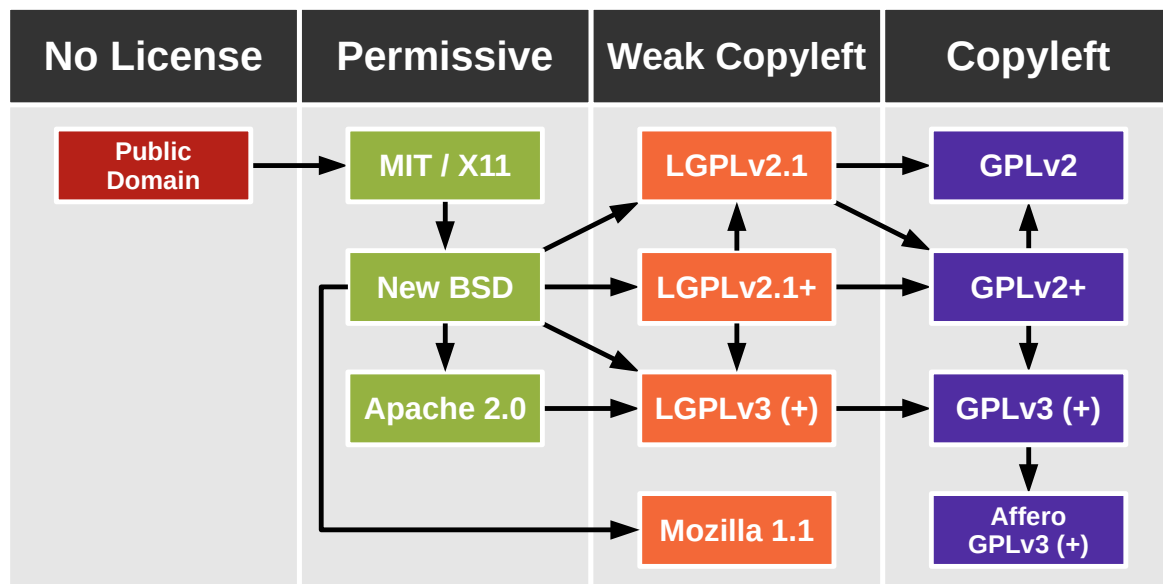 No License
Permissive
Weak Copyleft
Copyleft
Public
Domain
MIT / X11
LGPLv2.1
GPLv2
New BSD
LGPLv2.1+
GPLv2+
Apache 2.0
LGPLv3 (+)
GPLv3 (+)
Mozilla 1.1
Affero
GPLv3 (+)